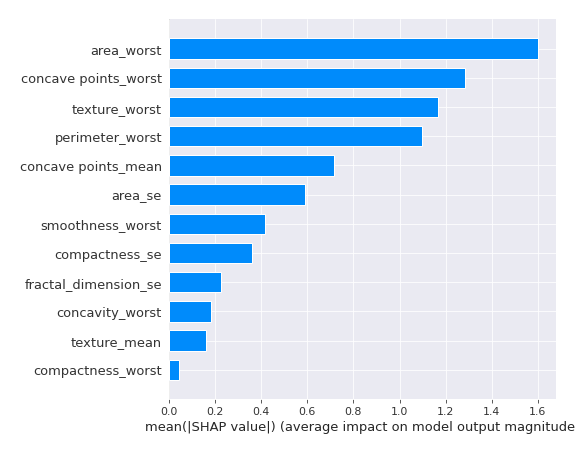 area_worst
concave points_worst
texture_worst
perimeter_worst
concave points_mean
area_se
smoothness_worst
compactness_se
fractal_dimension_se
concavity_worst
texture_mean
compactness_worst
0.0 0.2 0.4 0.6 0.8 1.0 1.2 1.4 1.6
mean(|SHAP value|) (average impact on model output magnitude